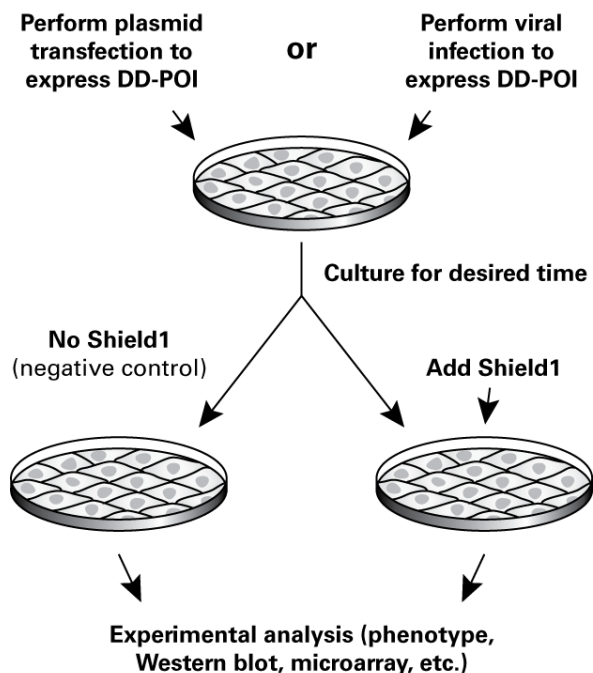 Perform plasmid
transfection to
express DD-POI
or
Perform viral
infection to
express DD-POI
Culture for desired time
No Shield1
(negative control)
Add Shield1
Experimental analysis (phenotype,
Western blot, microarray, etc.)